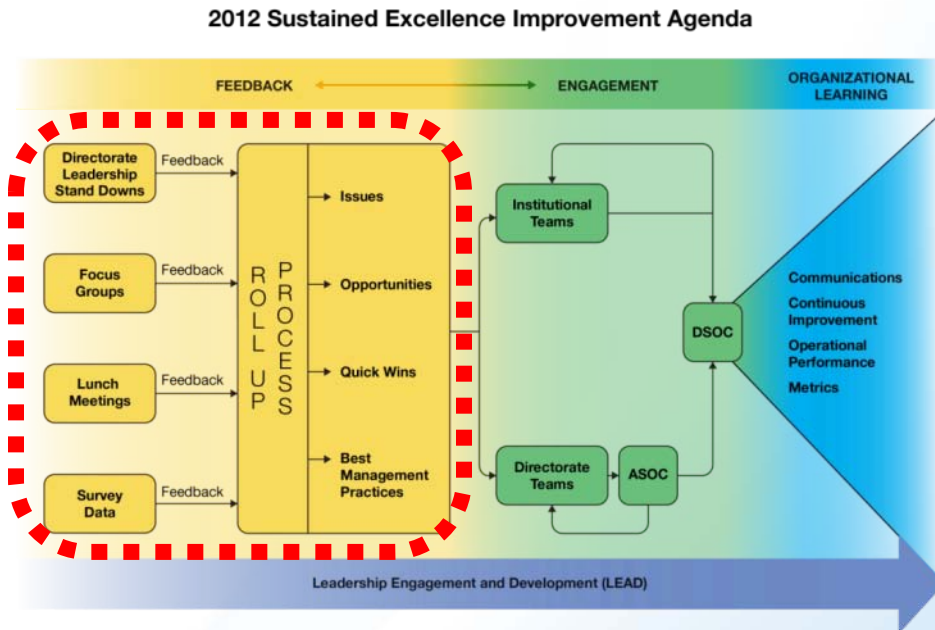 2012 Sustained Excellence Improvement Agenda
FEEDBACK
ENGAGEMENT
ORGANIZATIONAL
LEARNING
Directorate
Leadership
Stand Downs
Feedback
Focus
Groups
Feedback
Lunch
Meetings
Feedback
Survey
Data
Feedback
ROLL UP
PROCESS
Issues
Opportunities
Quick Wins
Best
Management
Practices
Institutional
Teams
Directorate
Teams
ASOC
DSOC
Communications
Continuous
Improvement
Operational
Performance
Metrics
Leadership Engagement and Development (LEAD)